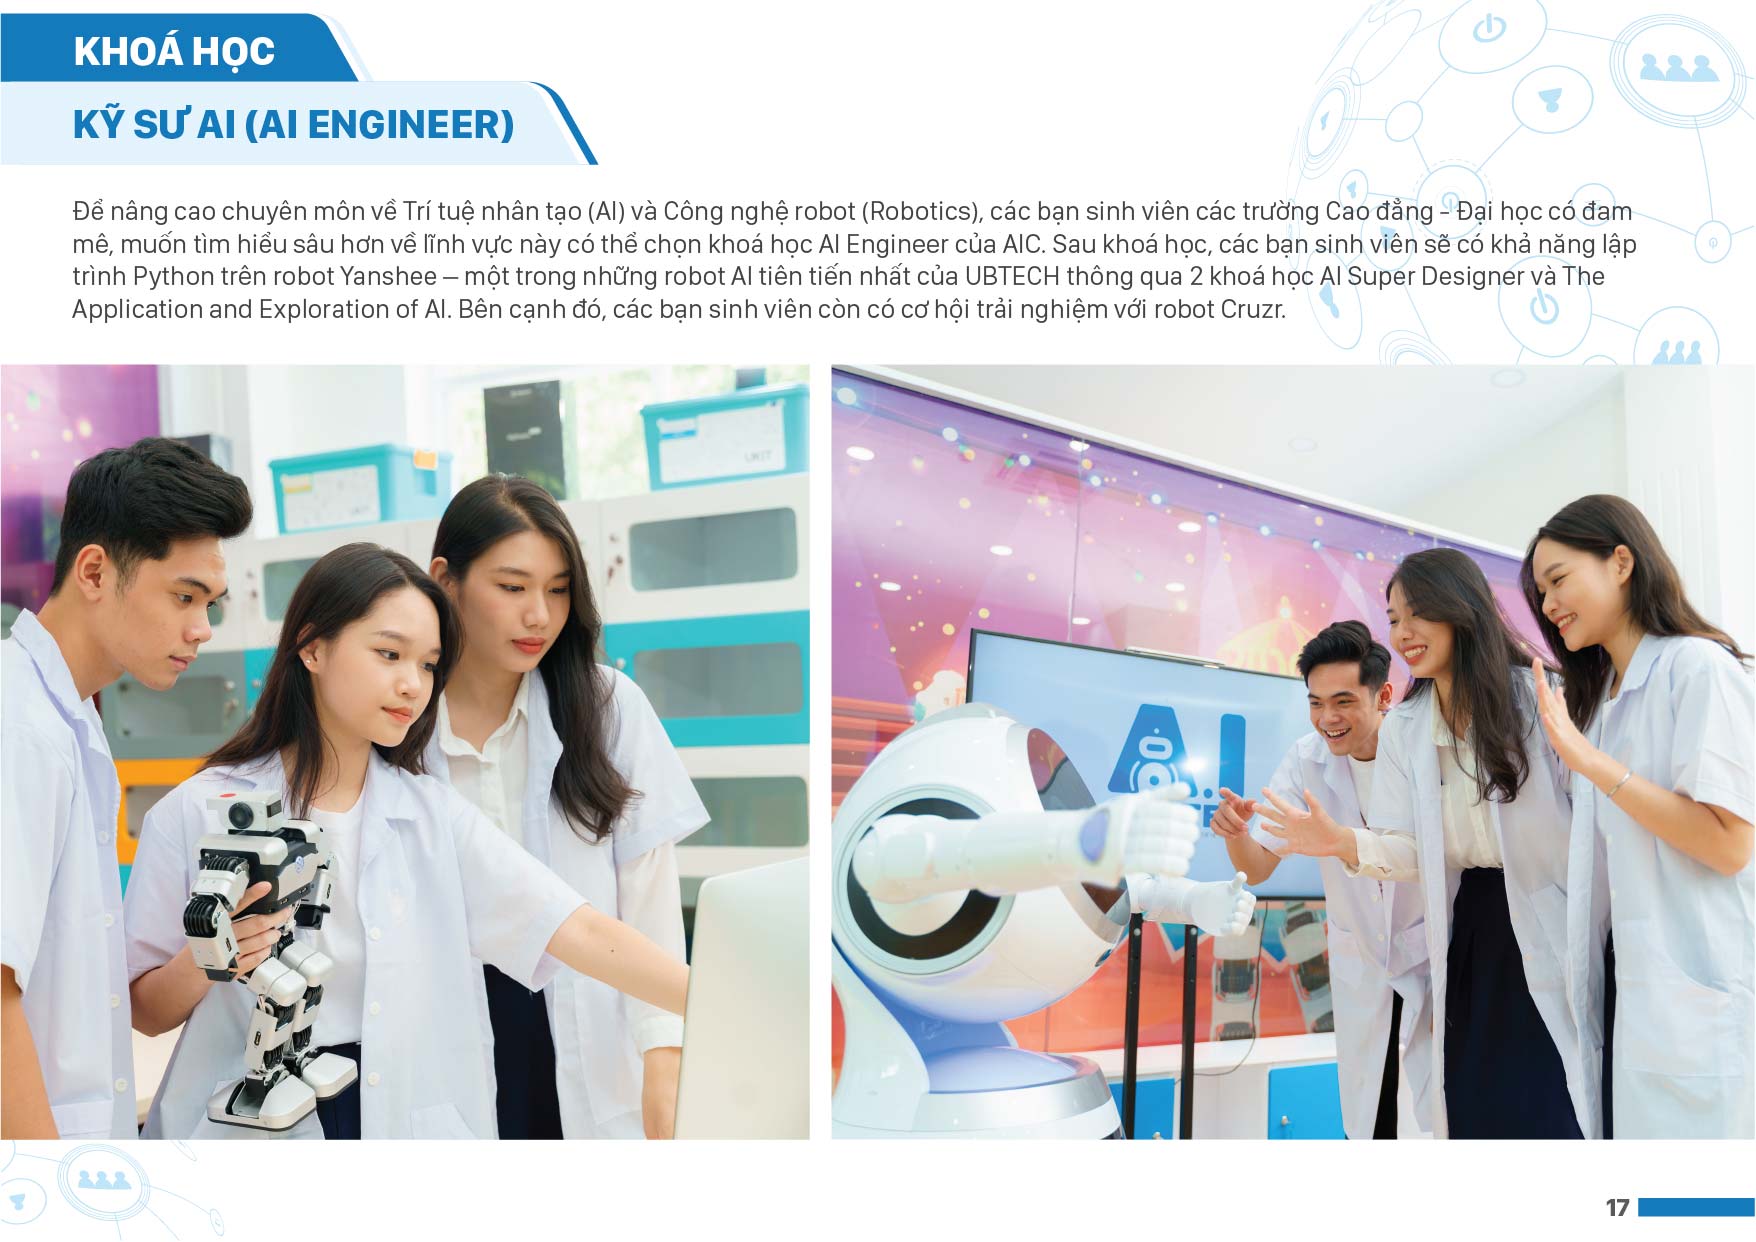 KHOÁ HỌC
KỸ SƯ AI (AI ENGINEER)
Để nâng cao chuyên môn về Trí tuệ nhân tạo (AI) và Công nghệ robot (Robotics), các bạn sinh viên các trường Cao đẳng - Đại học có đam
mê, muốn tìm hiểu sâu hơn về lĩnh vực này có thể chọn khoá học AI Engineer của AIC. Sau khoá học, các bạn sinh viên sẽ có khả năng lập
trình Python trên robot Yanshee – một trong những robot AI tiên tiến nhất của UBTECH thông qua 2 khoá học AI Super Designer và The
Application and Exploration of AI. Bên cạnh đó, các bạn sinh viên còn có cơ hội trải nghiệm với robot Cruzr.
UKIT
AI
17